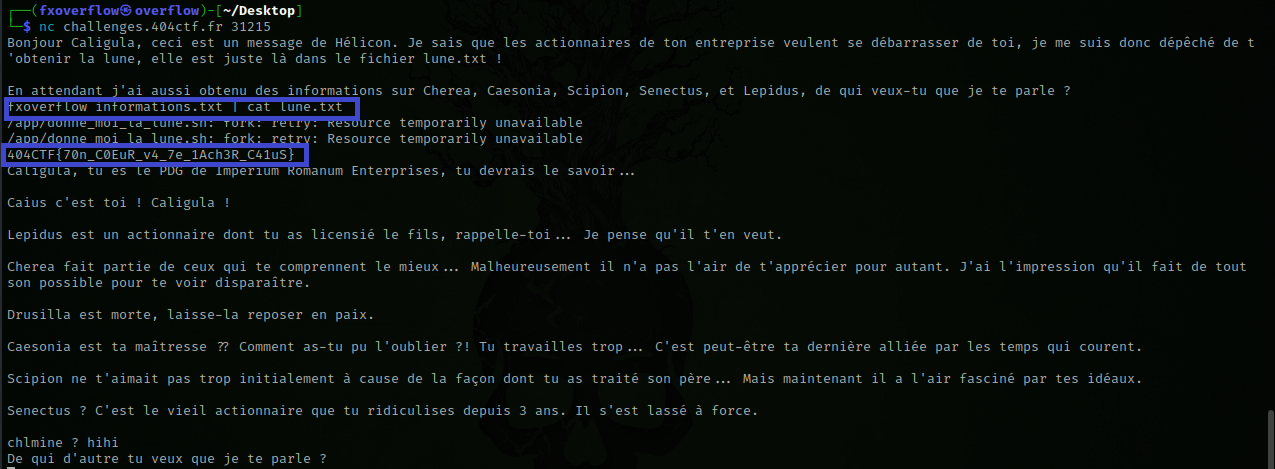 ┌──(fxoverflow㉿overflow)-[~/Desktop]
└─$ nc challenges.404ctf.fr 31215
Bonjour Caligula, ceci est un message de Hélicon. Je sais que les actionnaires de ton entreprise veulent se débarrasser de toi, je me suis donc dépêché de t
'obtenir la lune, elle est juste là dans le fichier lune.txt !
En attendant j'ai aussi obtenu des informations sur Cherea, Caesonia, Scipion, Senectus, et Lepidus, de qui veux-tu que je te parle ?
fxoverflow informations.txt | cat lune.txt
/app/donne_moi_la_lune.sh: fork: retry: Resource temporarily unavailable
/app/donne_moi_la_lune.sh: fork: retry: Resource temporarily unavailable
404CTF{70n_C0EuR_v4_7e_1Ach3R_C41uS}
Caligula, tu es le PDG de Imperium Romanum Enterprises, tu devrais le savoir...
Caius c'est toi ! Caligula !
Lepidus est un actionnaire dont tu as licensié le fils, rappelle-toi... Je pense qu'il t'en veut.
Cherea fait partie de ceux qui te comprennent le mieux... Malheureusement il n'a pas l'air de t'apprécier pour autant. J'ai l'impression qu'il fait de tout
son possible pour te voir disparaître.
Drusilla est morte, laisse-la reposer en paix.
Caesonia est ta maîtresse ?? Comment as-tu pu l'oublier ?! Tu travailles trop... C'est peut-être ta dernière alliée par les temps qui courent.
Scipion ne t'aimait pas trop initialement à cause de la façon dont tu as traité son père... Mais maintenant il a l'air fasciné par tes idéaux.
Senectus ? C'est le vieil actionnaire que tu ridiculises depuis 3 ans. Il s'est lassé à force.
chlmine ? hihi
De qui d'autre tu veux que je te parle ?